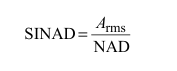 SINAD = A_rms / NAD